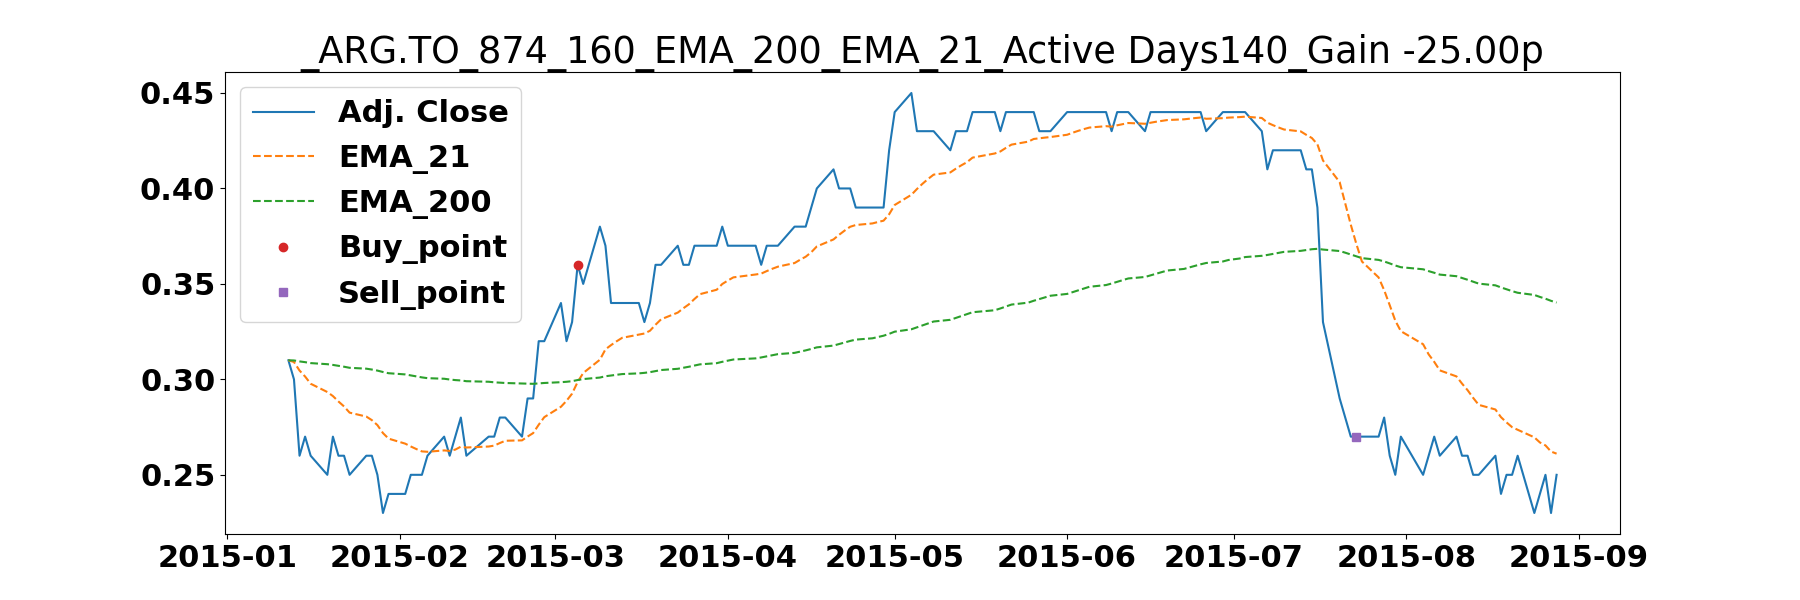 _ARG.TO_874_160_EMA_200_EMA_21_Active Days140_Gain -25.00p
0.45
0.40
0.35
0.30
0.25
Adj. Close
EMA_21
EMA_200
Buy_point
Sell_point
2015-01 2015-02 2015-03 2015-04 2015-05 2015-06 2015-07 2015-08 2015-09